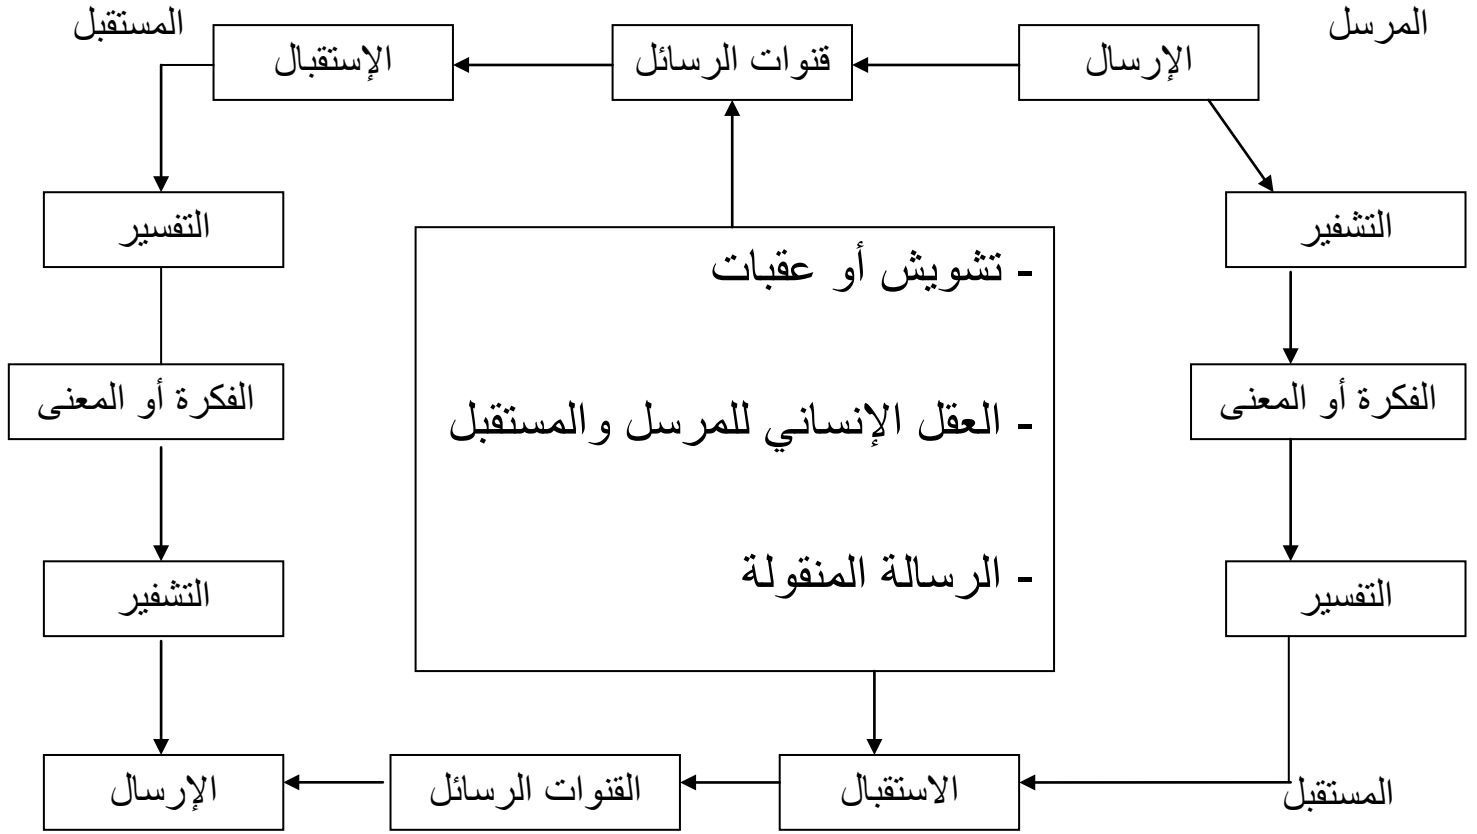 المرسل
المستقبل
الإرسال
قنوات الرسائل
الإستقبال
التشفير
التفسير
- تشويش أو عقبات
الفكرة أو المعنى
- العقل الإنساني للمرسل والمستقبل
الفكرة أو المعنى
- الرسالة المنقولة
التفسير
التشفير
المستقبل
الاستقبال
القنوات الرسائل
الإرسال